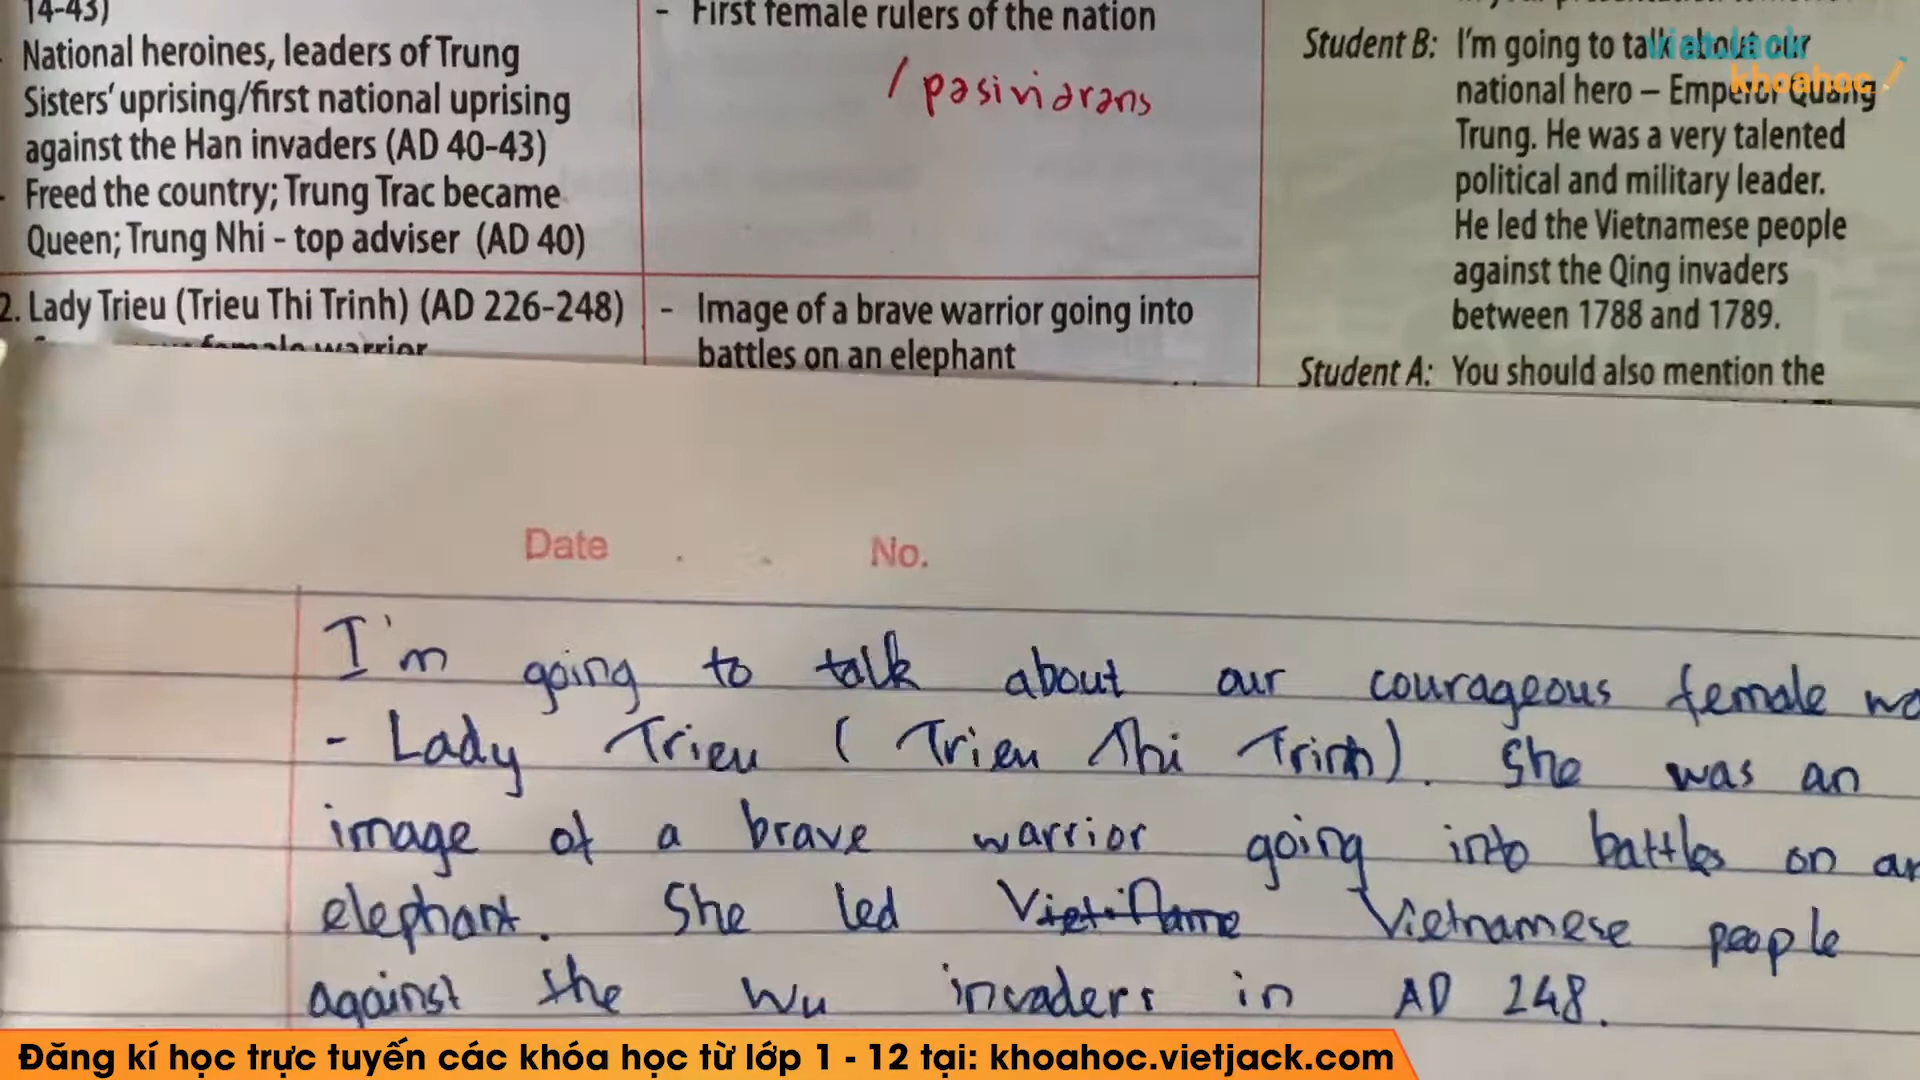 14-43)
National heroines, leaders of Trung
Sisters' uprising/first national uprising
against the Han invaders (AD 40-43)
- Freed the country; Trung Trac became
Queen; Trung Nhi - top adviser (AD 40)
2. Lady Trieu (Trieu Thi Trinh) (AD 226-248)
female warrior
- First female rulers of the nation
/pəsiviərəns
- Image of a brave warrior going into
battles on an elephant
Student B: I'm going to talk about our
national hero – Emperor Quang
Trung. He was a very talented
political and military leader.
He led the Vietnamese people
against the Qing invaders
between 1788 and 1789.
Student A: You should also mention the
vietjack
khoahoc
Date No.
I'm going to talk about our courageous female
- Lady Trieu (Trieu Thi Trinh). She was an
image of a brave warrior going into battles on an
elephant. She led Vietnamese people
against the Wu invaders in AD 248.
Đăng kí học trực tuyến các khóa học từ lớp 1 - 12 tại: khoahoc.vietjack.com